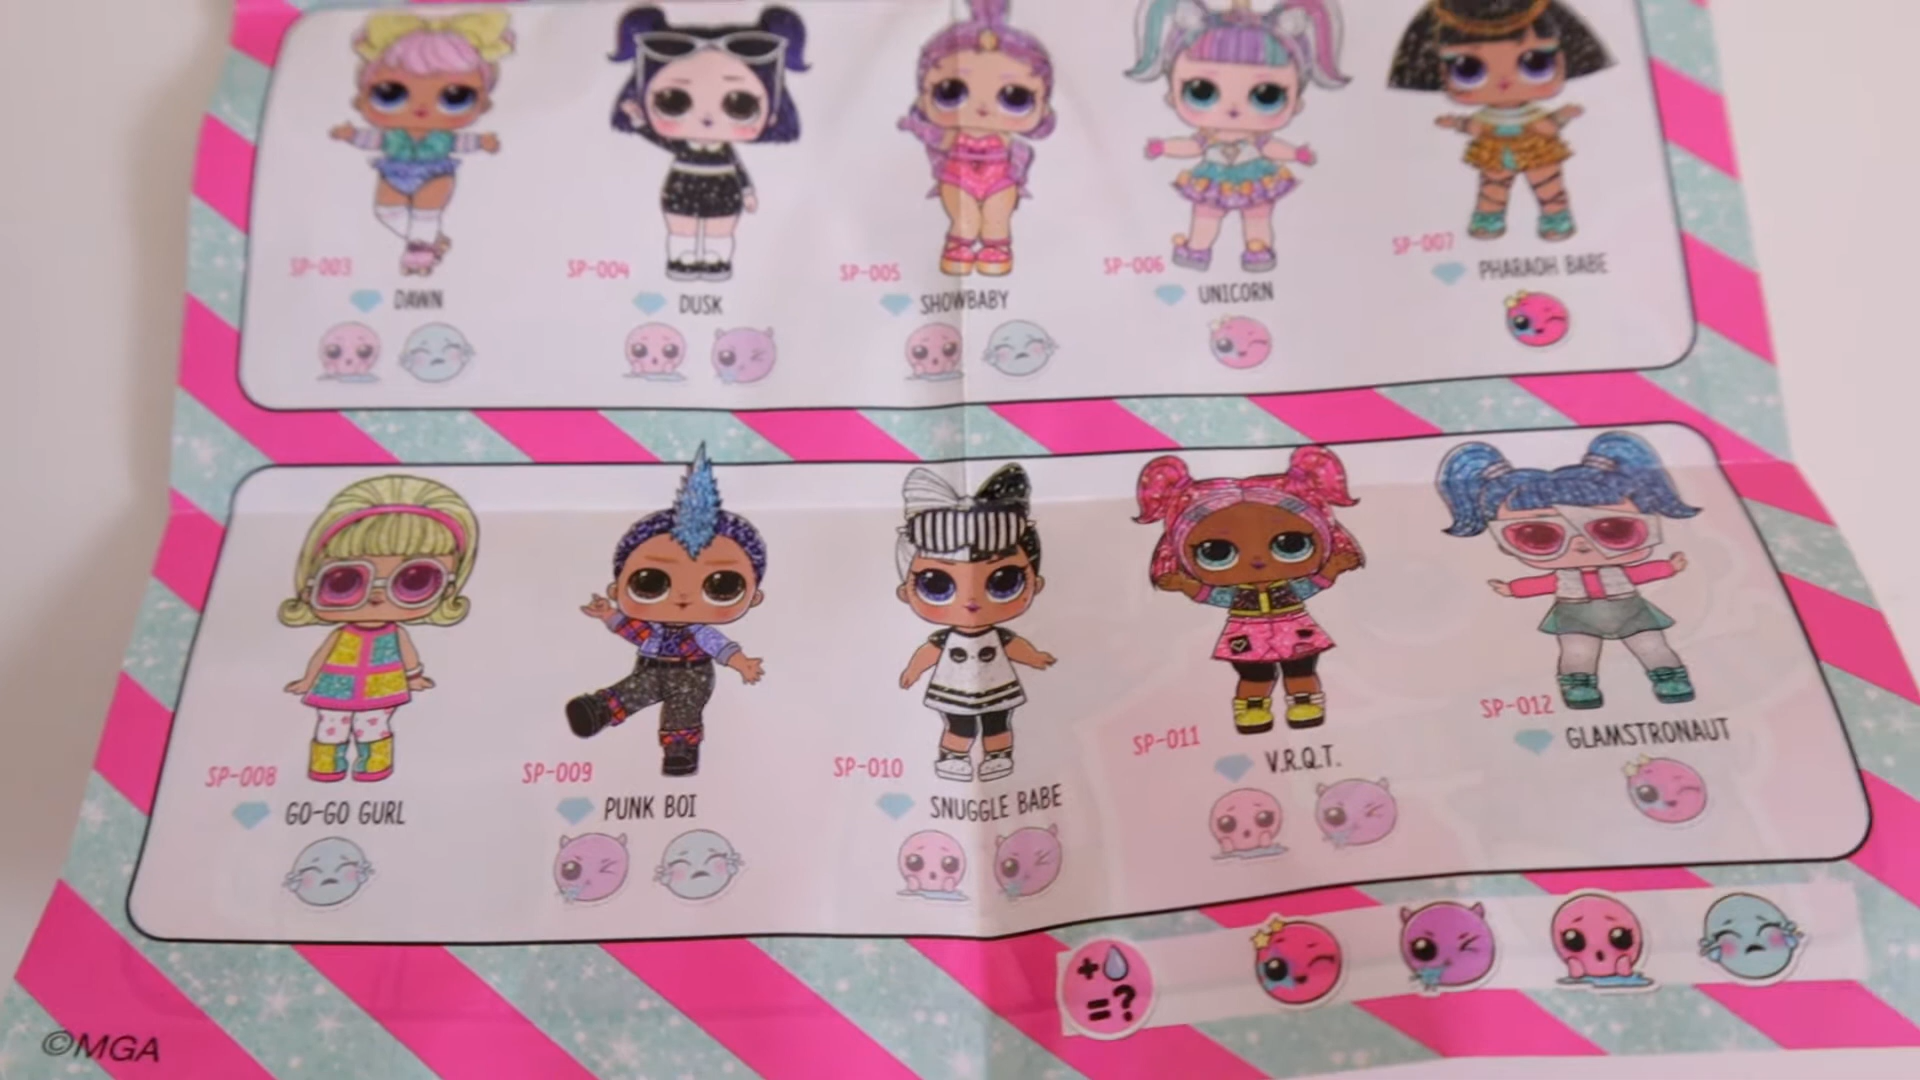 SP-003
DAWN
SP-004
DUSK
SP-005
SHOWBABY
SP-006
UNICORN
SP-007
PHARAOH BABE
SP-008
GO-GO GURL
SP-009
PUNK BOI
SP-010
SNUGGLE BABE
SP-011
V.R.Q.T.
SP-012
GLAMSTRONAUT
+
=?
©MGA